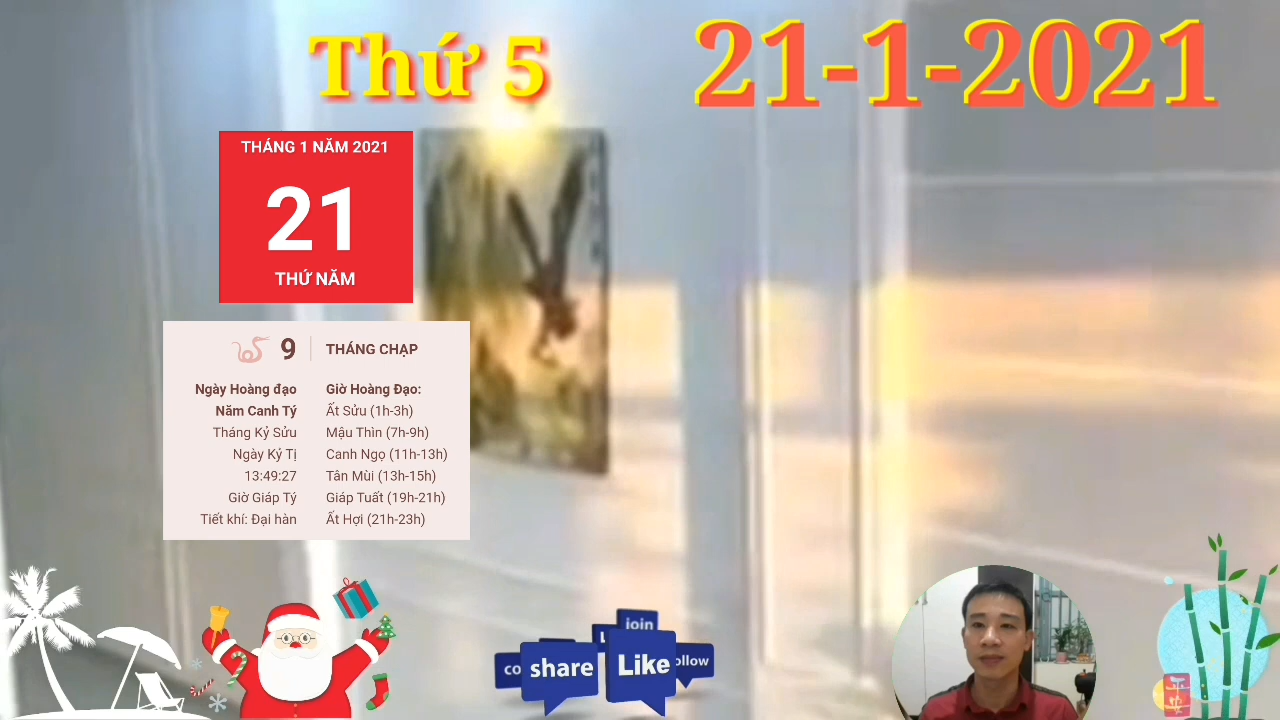 Thứ 5
21-1-2021
THÁNG 1 NĂM 2021
21
THỨ NĂM
9
THÁNG CHẠP
Ngày Hoàng đạo
Năm Canh Tý
Tháng Kỷ Sửu
Ngày Kỷ Tị
13:49:27
Giờ Giáp Tý
Tiết khí: Đại hàn
Giờ Hoàng Đạo:
Ất Sửu (1h-3h)
Mậu Thìn (7h-9h)
Canh Ngọ (11h-13h)
Tân Mùi (13h-15h)
Giáp Tuất (19h-21h)
Ất Hợi (21h-23h)
join
co
share
Like
ollow